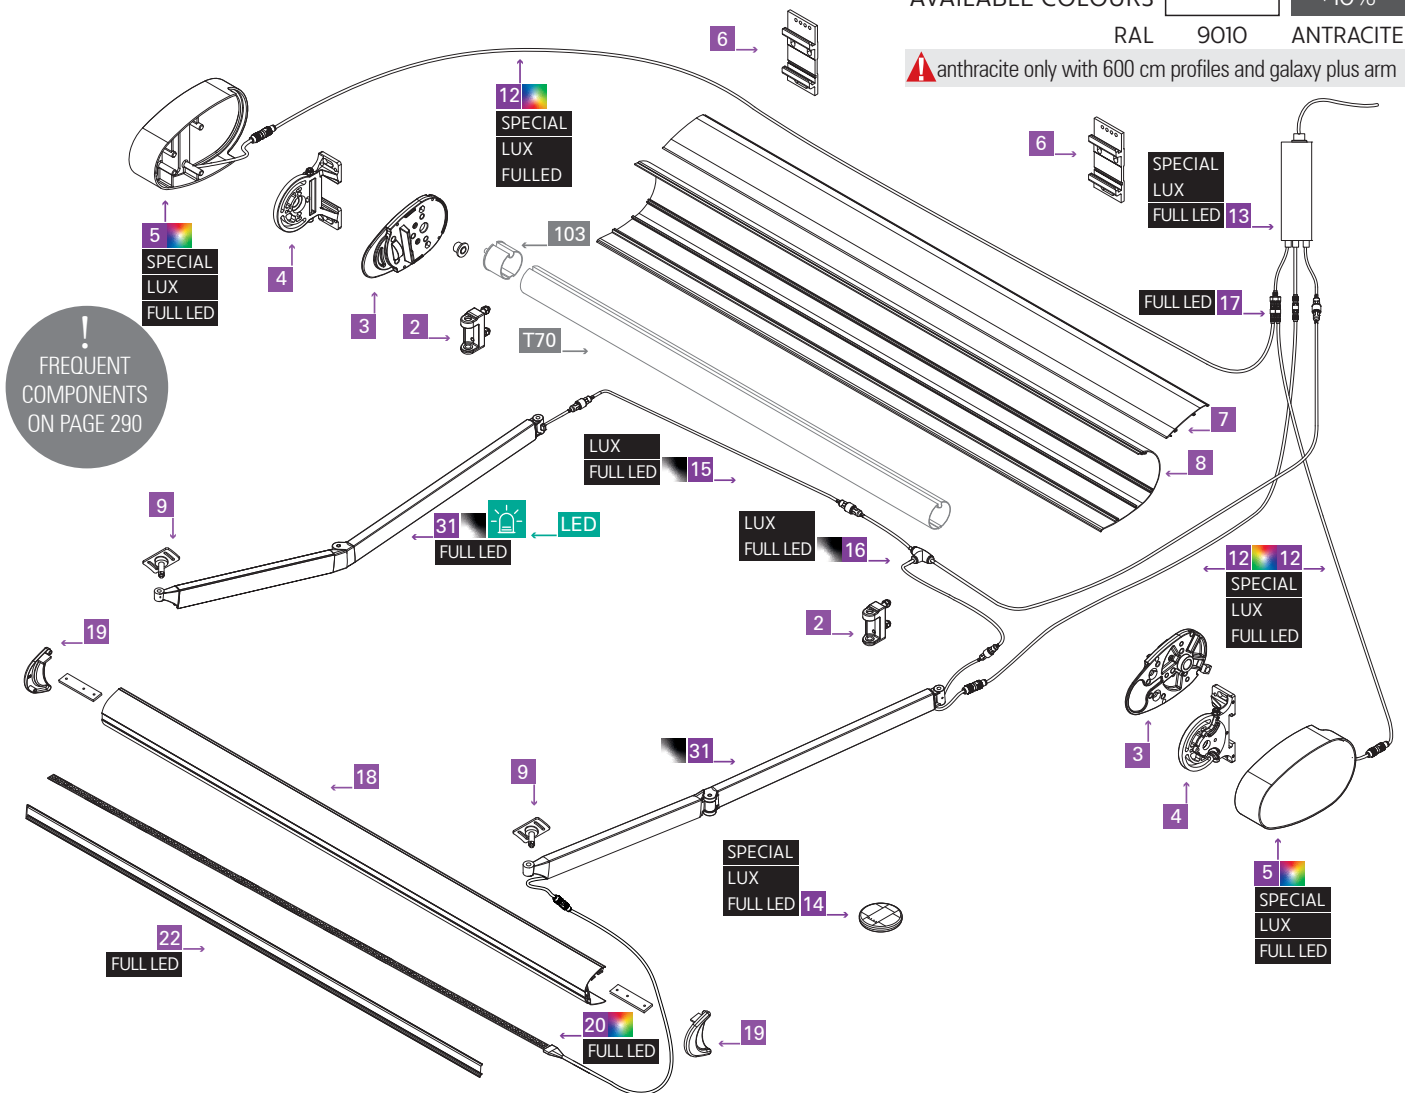 AVAILABLE COLOURS
RAL 9010 ANTRACITE
anthracite only with 600 cm profiles and galaxy plus arm
6
12
SPECIAL
LUX
FULLED
6
SPECIAL
LUX
FULL LED 13
5
SPECIAL
LUX
FULL LED
4
103
3
2
T70
FULL LED 17
!
FREQUENT
COMPONENTS
ON PAGE 290
7
8
LUX
FULL LED 15
9
31
FULL LED
LED
LUX
FULL LED 16
12 12
SPECIAL
LUX
FULL LED
2
19
3
31
18
9
4
SPECIAL
LUX
FULL LED 14
5
SPECIAL
LUX
FULL LED
22
FULL LED
20
FULL LED
19